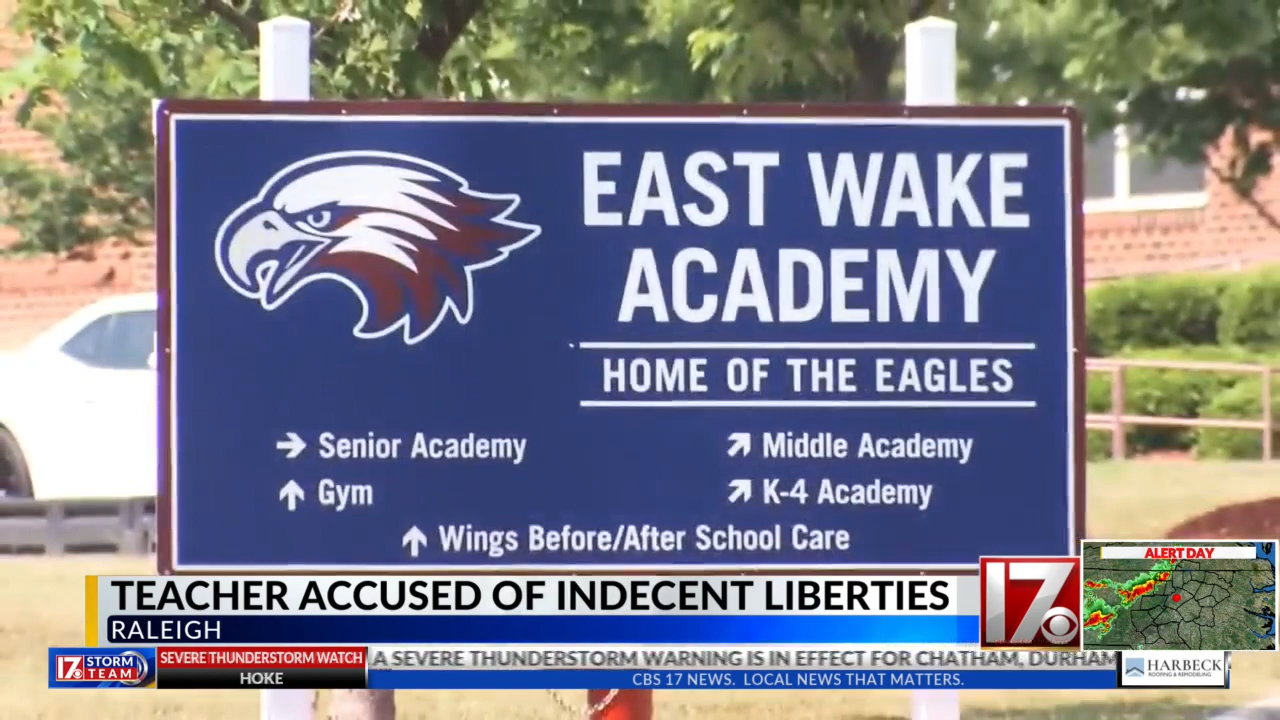 EAST WAKE
ACADEMY
HOME OF THE EAGLES
→ Senior Academy
↗ Middle Academy
↑ Gym
↗ K-4 Academy
↑ Wings Before/After School Care
ALERT DAY
TEACHER ACCUSED OF INDECENT LIBERTIES
17
RALEIGH
17 STORM TEAM
SEVERE THUNDERSTORM WATCH
HOKE
A SEVERE THUNDERSTORM WARNING IS IN EFFECT FOR CHATHAM, DURHAM
CBS 17 NEWS. LOCAL NEWS THAT MATTERS.
HARBECK
ROOFING & REMODELING